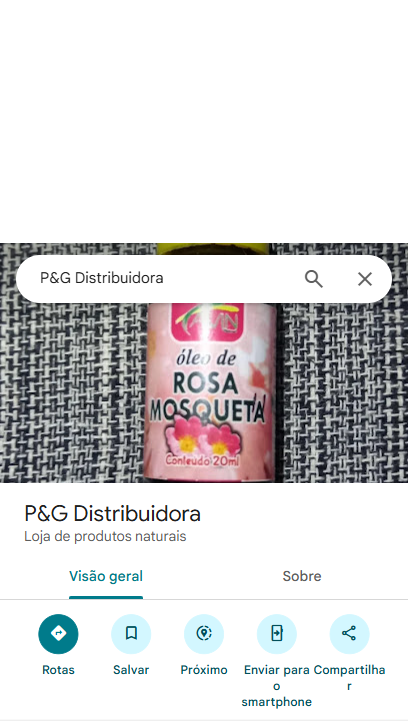 P&G Distribuidora
óleo de
ROSA
MOSQUETA
Conteúdo 20ml
P&G Distribuidora
Loja de produtos naturais
Visão geral
Sobre
Rotas
Salvar
Próximo
Enviar para
o
smartphone
Compartilha
r